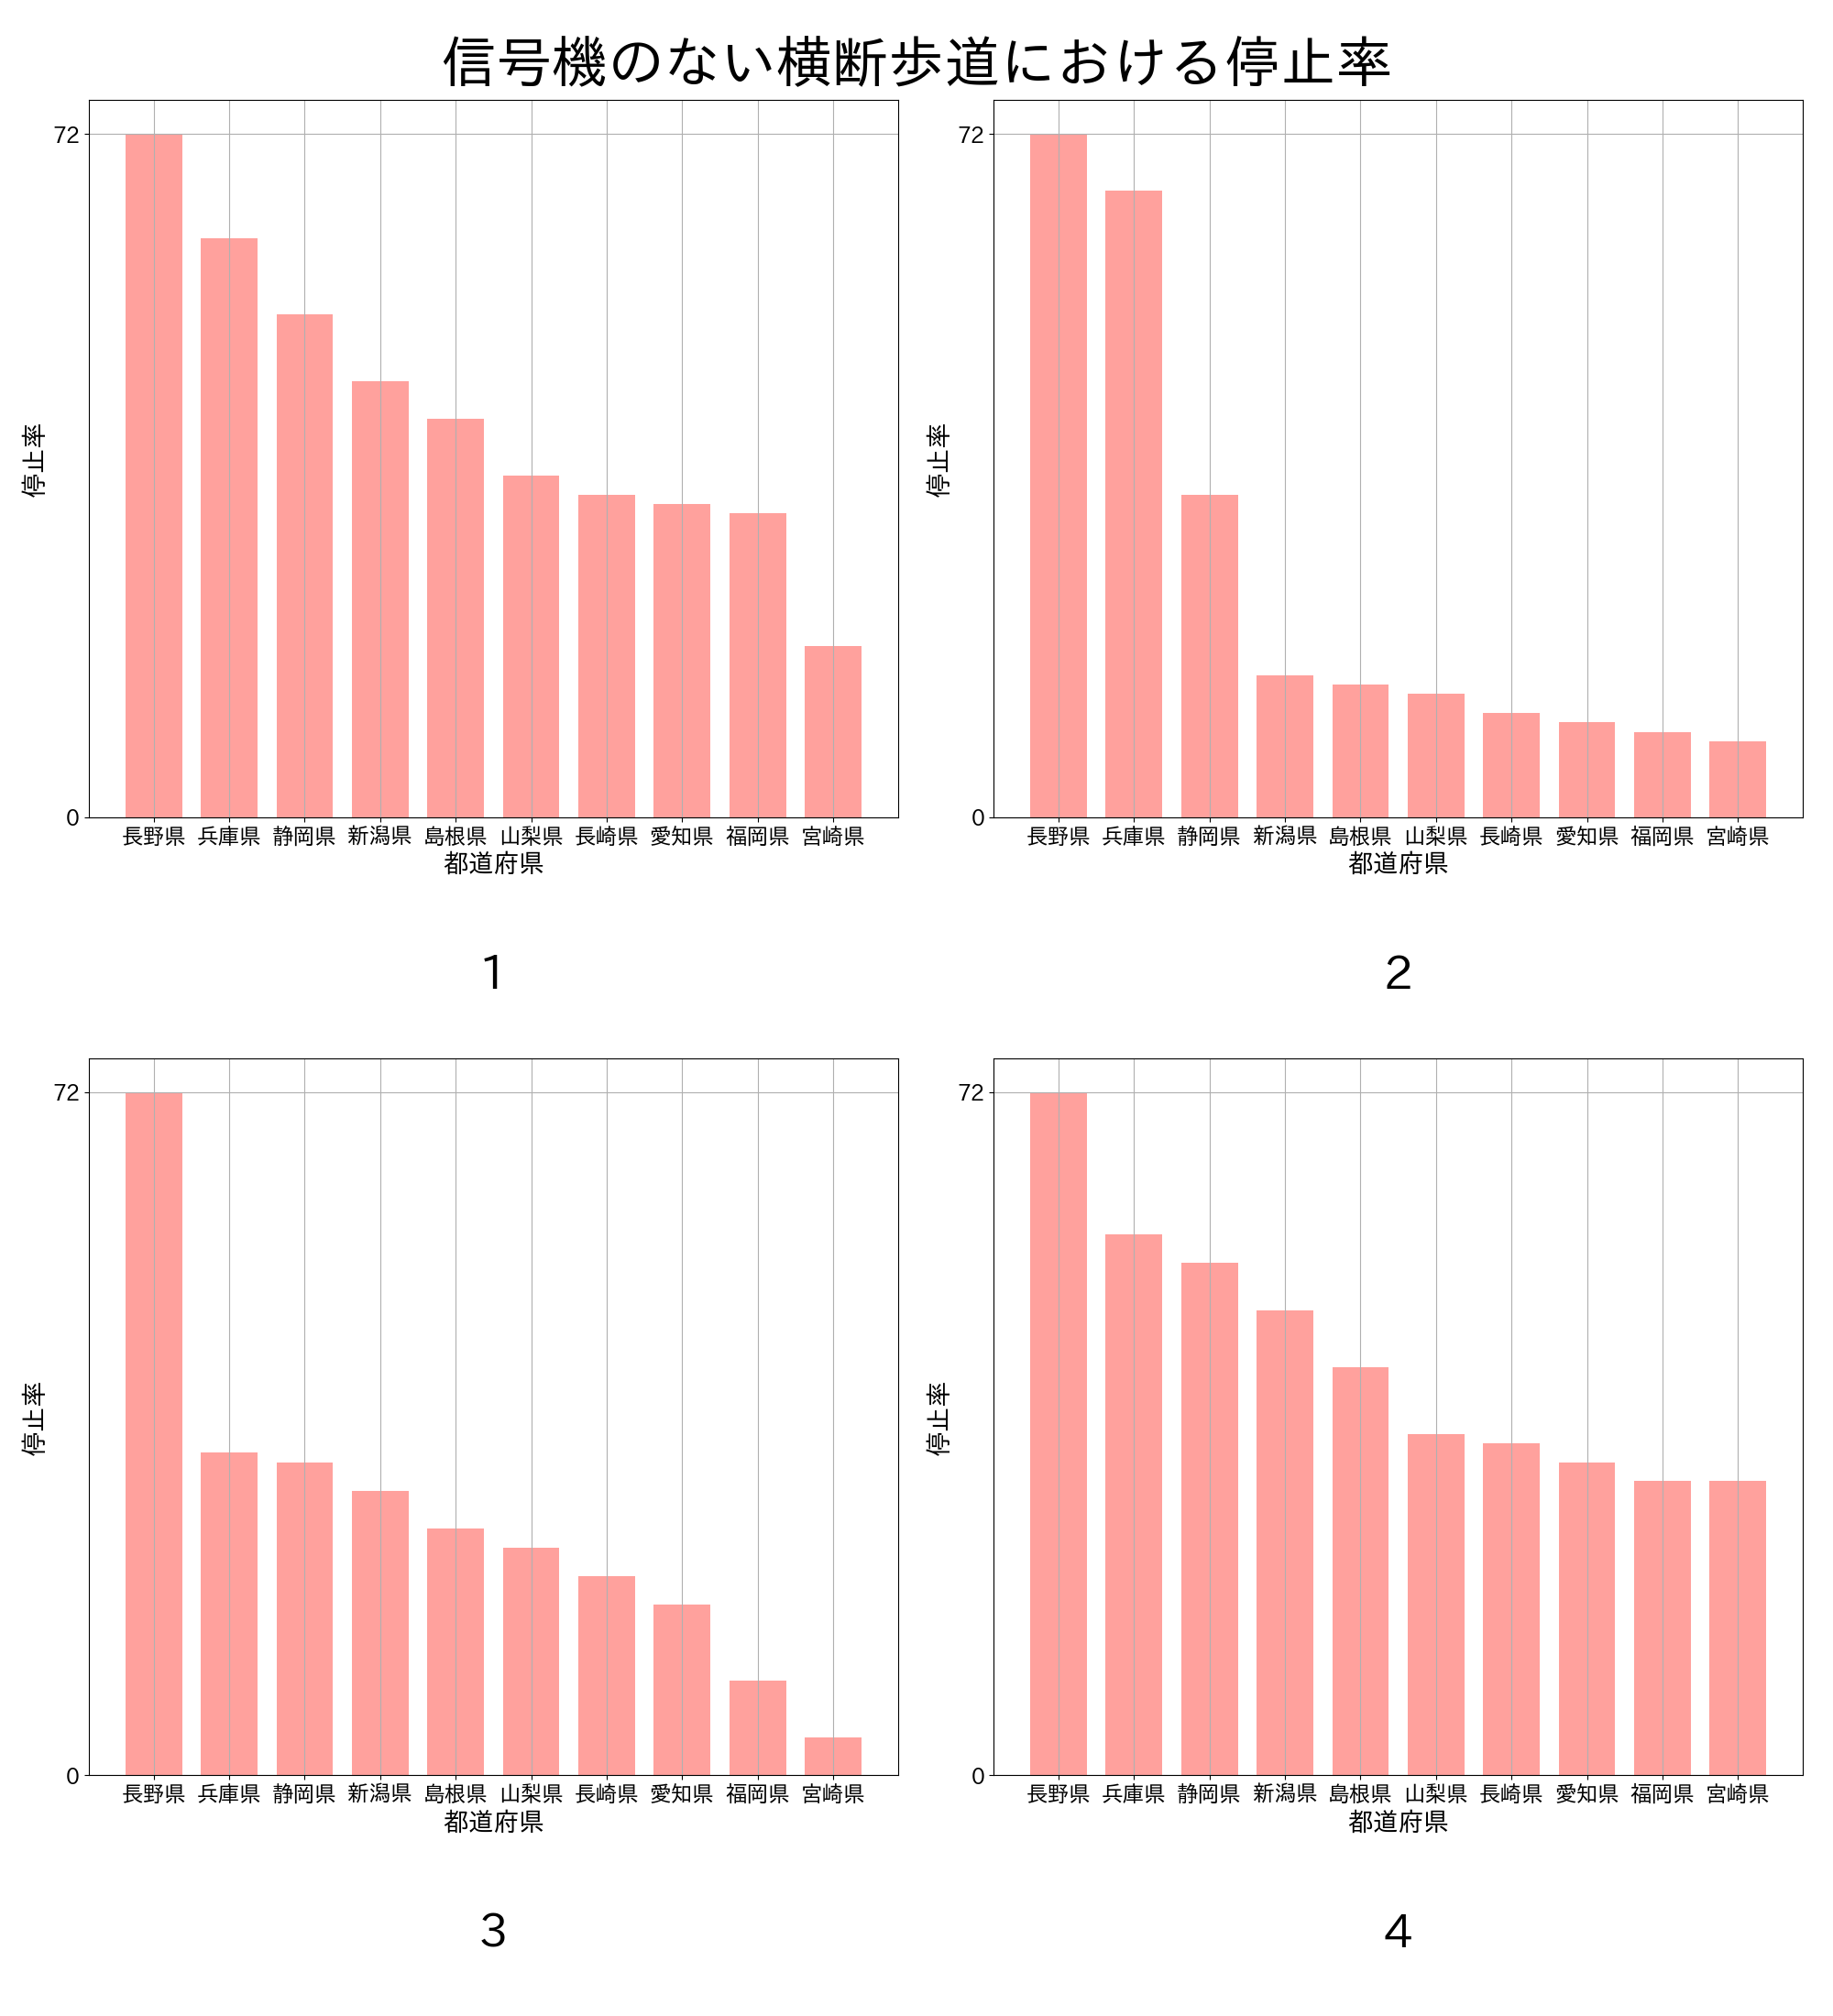 信号機のない横断歩道における停止率
72
停止率
0
長野県 兵庫県 静岡県 新潟県 島根県 山梨県 長崎県 愛知県 福岡県 宮崎県
都道府県
1
72
停止率
0
長野県 兵庫県 静岡県 新潟県 島根県 山梨県 長崎県 愛知県 福岡県 宮崎県
都道府県
2
72
停止率
0
長野県 兵庫県 静岡県 新潟県 島根県 山梨県 長崎県 愛知県 福岡県 宮崎県
都道府県
3
72
停止率
0
長野県 兵庫県 静岡県 新潟県 島根県 山梨県 長崎県 愛知県 福岡県 宮崎県
都道府県
4